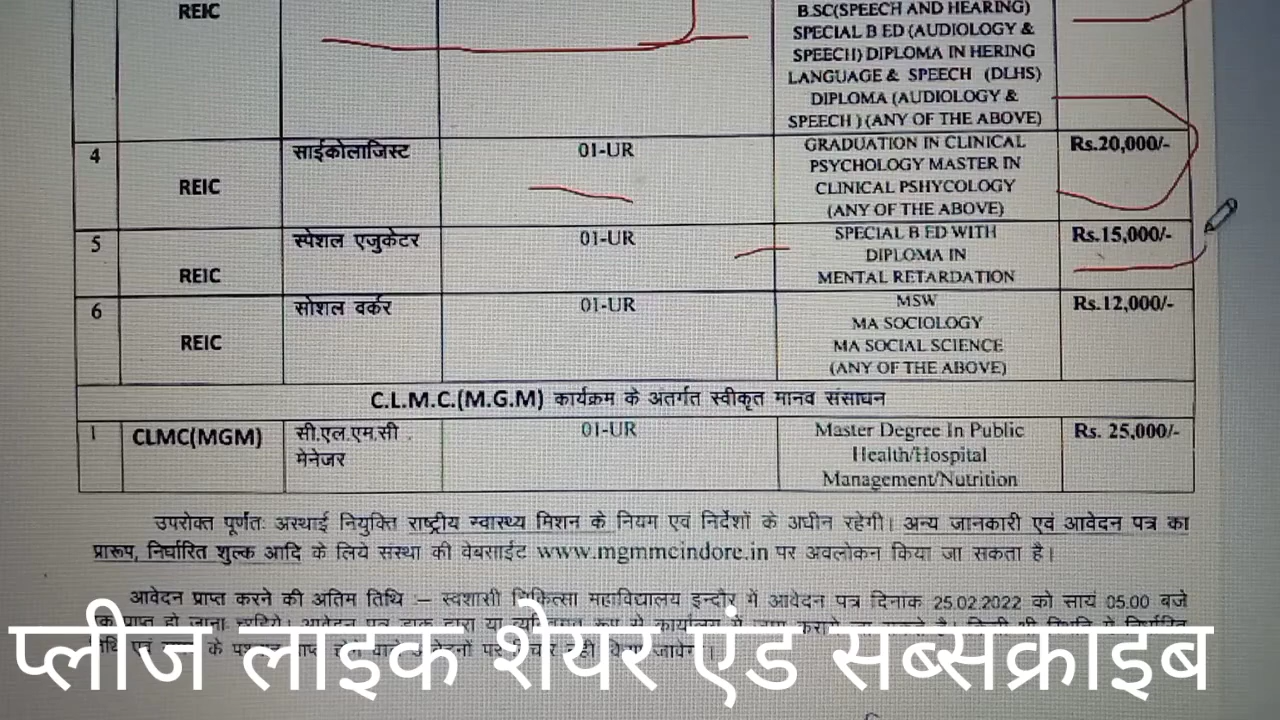 REIC
B.SC(SPEECH AND HEARING)
SPECIAL B ED (AUDIOLOGY &
SPEECH) DIPLOMA IN HERING
LANGUAGE & SPEECH (DLHS)
DIPLOMA (AUDIOLOGY &
SPEECH ) (ANY OF THE ABOVE)
4 REIC साईकोलाजिस्ट 01-UR GRADUATION IN CLINICAL Rs.20,000/-
PSYCHOLOGY MASTER IN
CLINICAL PSHYCOLOGY
(ANY OF THE ABOVE)
5 REIC स्पेशल एजुकेटर 01-UR SPECIAL B ED WITH Rs.15,000/-
DIPLOMA IN
MENTAL RETARDATION
6 REIC सोशल वर्कर 01-UR MSW Rs.12,000/-
MA SOCIOLOGY
MA SOCIAL SCIENCE
(ANY OF THE ABOVE)
C.L.M.C.(M.G.M) कार्यक्रम के अंतर्गत स्वीकृत मानव संसाधन
1 CLMC(MGM) सी.एल.एम.सी. 01-UR Master Degree In Public Rs. 25,000/-
मेनेजर Health/Hospital
Management/Nutrition
उपरोक्त पूर्णतः अस्थाई नियुक्ति राष्ट्रीय स्वास्थ्य मिशन के नियम एवं निर्देशों के अधीन रहेगी। अन्य जानकारी एवं आवेदन पत्र का
प्रारूप, निर्धारित शुल्क आदि के लिये संस्था की वेबसाईट www.mgmmcindore.in पर अवलोकन किया जा सकता है।
आवेदन प्राप्त करने की अंतिम तिथि :– स्वशासी चिकित्सा महाविद्यालय इन्दौर में आवेदन पत्र दिनांक 25.02.2022 को सायं 05.00 बजे
प्लीज लाइक शेयर एंड सब्सक्राइब